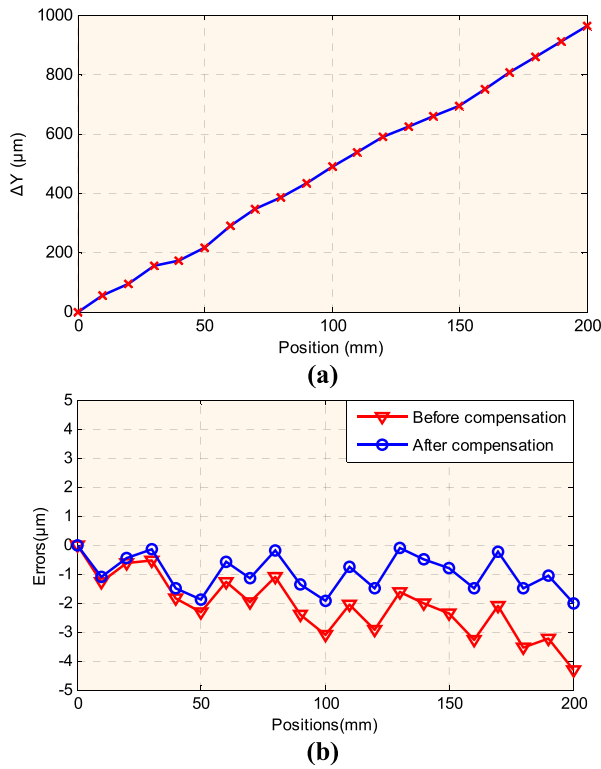 1000
800
600
400
200
0
ΔY (μm)
0 50 100 150 200
Position (mm)
(a)
5
4
3
2
1
0
-1
-2
-3
-4
-5
Errors(μm)
Before compensation
After compensation
0 50 100 150 200
Positions(mm)
(b)